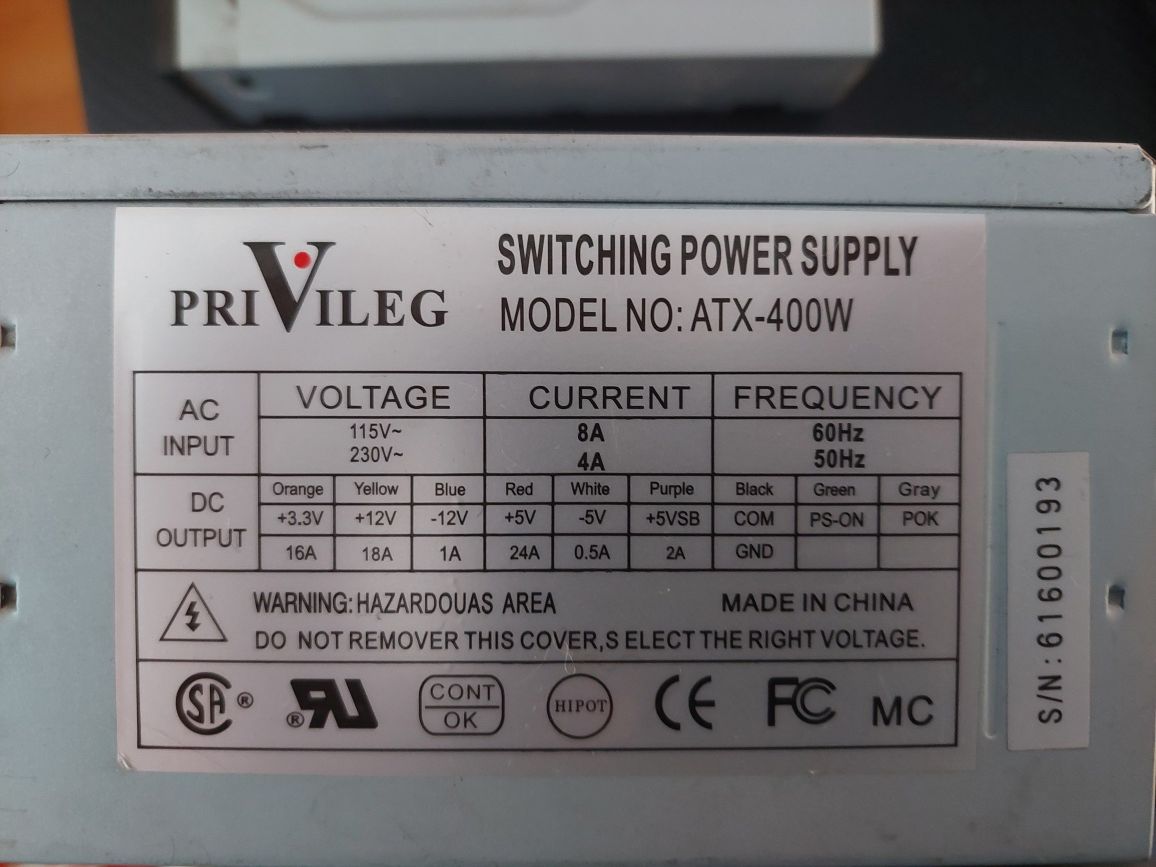 PRIVILEG
SWITCHING POWER SUPPLY
MODEL NO: ATX-400W
AC INPUT VOLTAGE CURRENT FREQUENCY
115V~ 8A 60Hz
230V~ 4A 50Hz
DC OUTPUT Orange Yellow Blue Red White Purple Black Green Gray
+3.3V +12V -12V +5V -5V +5VSB COM PS-ON POK
16A 18A 1A 24A 0.5A 2A GND
WARNING: HAZARDOUAS AREA MADE IN CHINA
DO NOT REMOVER THIS COVER,S ELECT THE RIGHT VOLTAGE.
SA ® ® RU CONT OK HIPOT CE FC MC
S/N: 61600193